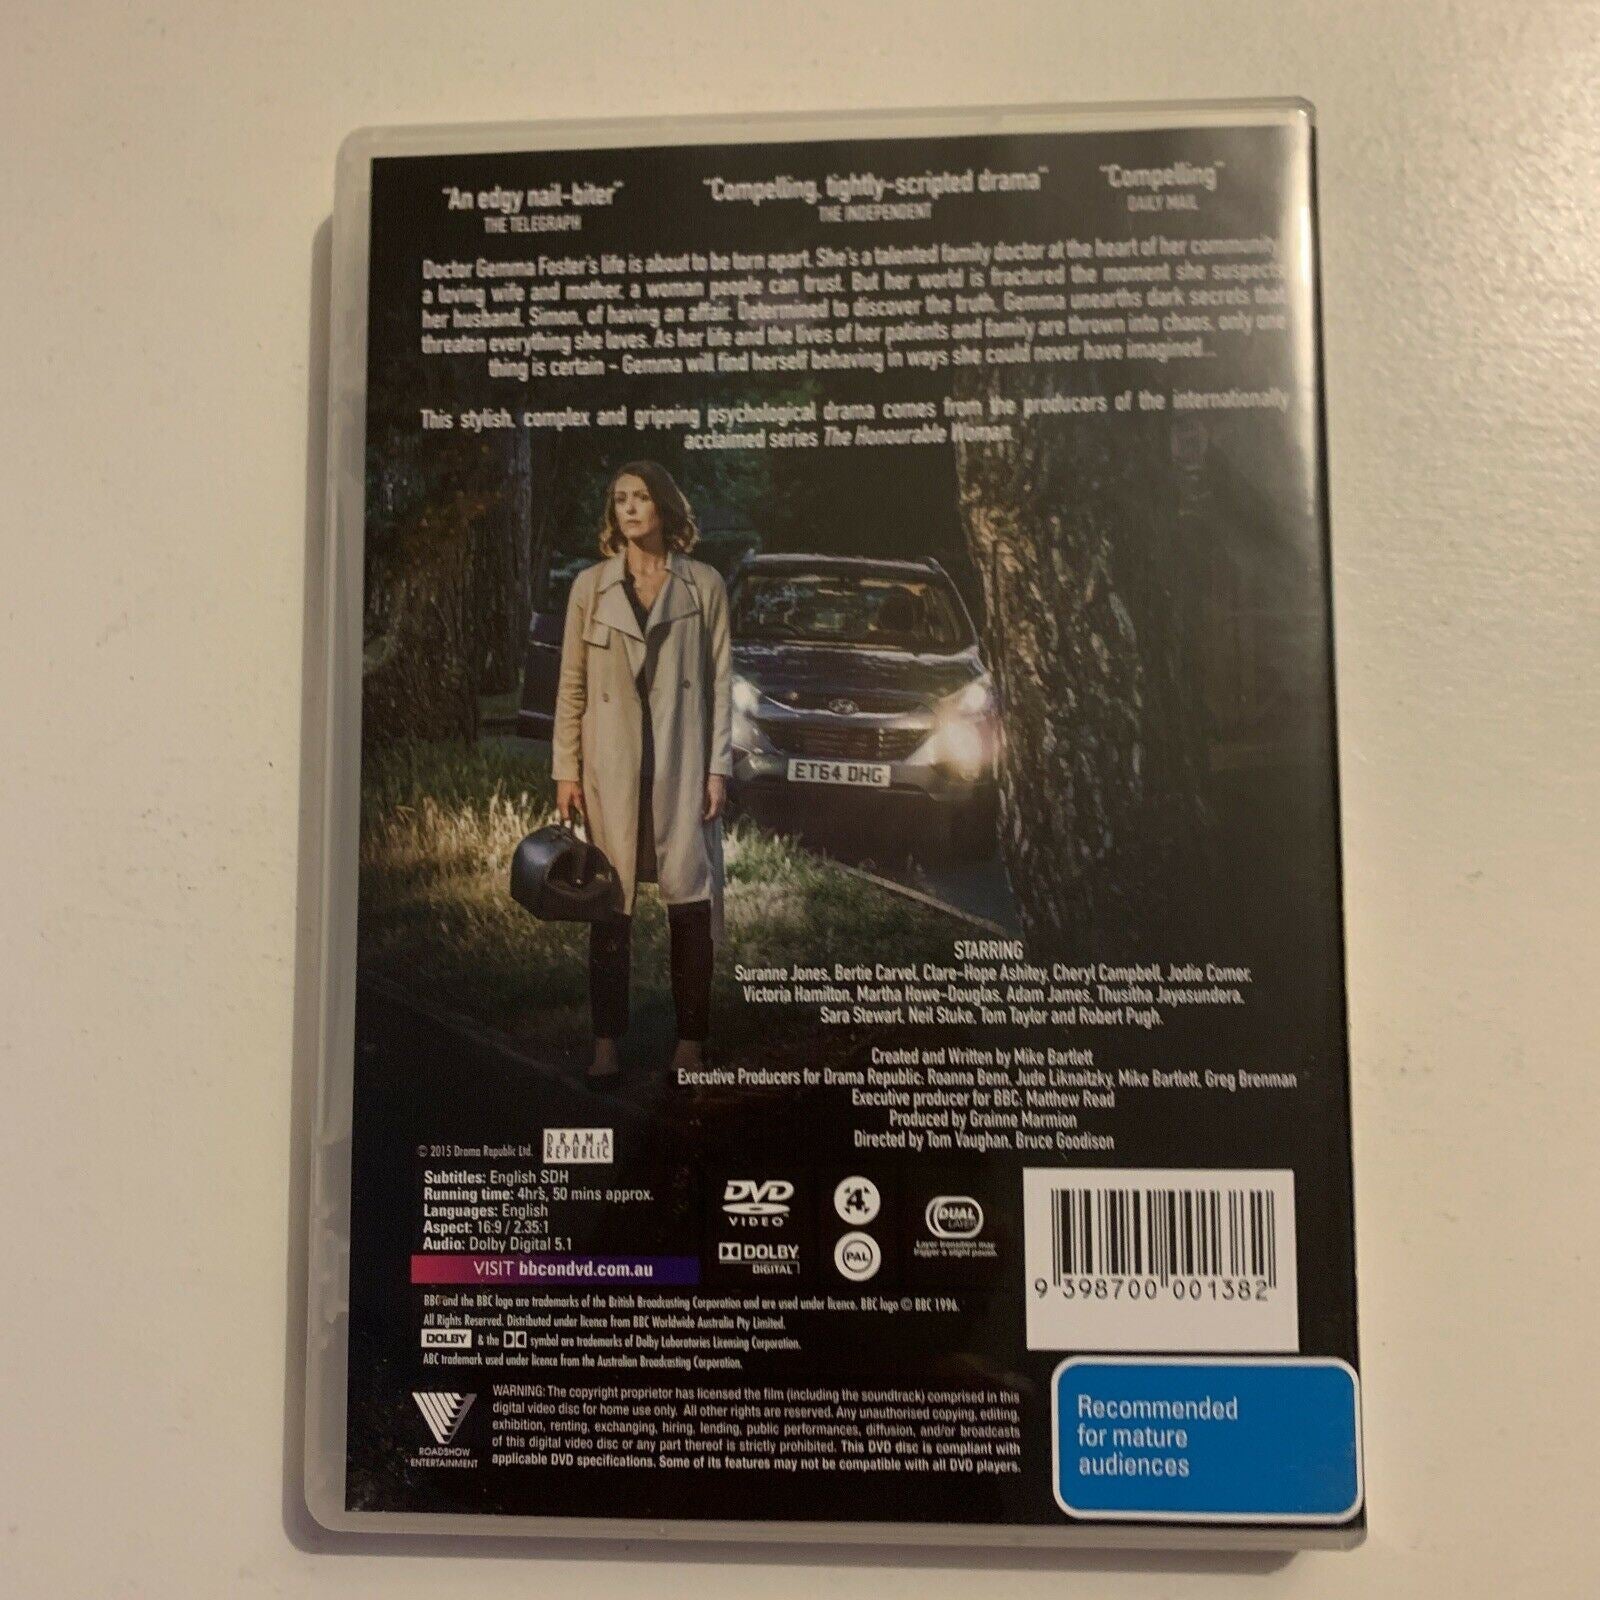 "An edgy nail-biter"
THE TELEGRAPH
"Compelling, tightly-scripted drama"
THE INDEPENDENT
"Compelling"
DAILY MAIL
Doctor Gemma Foster's life is about to be torn apart. She's a talented family doctor at the heart of her community,
a loving wife and mother, a woman people can trust. But her world is fractured the moment she suspects
her husband, Simon, of having an affair. Determined to discover the truth, Gemma unearths dark secrets that
threaten everything she loves. As her life and the lives of her patients and family are thrown into chaos, only one
thing is certain - Gemma will find herself behaving in ways she could never have imagined...
This stylish, complex and gripping psychological drama comes from the producers of the internationally
acclaimed series The Honourable Woman.
ET64 DHG
STARRING
Suranne Jones, Bertie Carvel, Clare-Hope Ashitey, Cheryl Campbell, Jodie Comer,
Victoria Hamilton, Martha Howe-Douglas, Adam James, Thusitha Jayasundera,
Sara Stewart, Neil Stuke, Tom Taylor and Robert Pugh.
Created and Written by Mike Bartlett
Executive Producers for Drama Republic: Roanna Benn, Jude Liknaitzky, Mike Bartlett, Greg Brenman
Executive producer for BBC: Matthew Read
Produced by Grainne Marmion
Directed by Tom Vaughan, Bruce Goodison
© 2015 Drama Republic Ltd.
DRAMA
REPUBLIC
Subtitles: English SDH
Running time: 4hrs, 50 mins approx.
Languages: English
Aspect: 16:9 / 2.35:1
Audio: Dolby Digital 5.1
VISIT bbcondvd.com.au
DVD
VIDEO
4
DUAL
LAYER
Layer transition may
trigger a slight pause.
DOLBY
DIGITAL
PAL
9 398700 001382
BBC and the BBC logo are trademarks of the British Broadcasting Corporation and are used under licence. BBC logo © BBC 1996.
All Rights Reserved. Distributed under licence from BBC Worldwide Australia Pty Limited.
DOLBY & the symbol are trademarks of Dolby Laboratories Licensing Corporation.
ABC trademark used under licence from the Australian Broadcasting Corporation.
ROADSHOW
ENTERTAINMENT
WARNING: The copyright proprietor has licensed the film (including the soundtrack) comprised in this
digital video disc for home use only. All other rights are reserved. Any unauthorised copying, editing,
exhibition, renting, exchanging, hiring, lending, public performances, diffusion, and/or broadcasts
of this digital video disc or any part thereof is strictly prohibited. This DVD disc is compliant with
applicable DVD specifications. Some of its features may not be compatible with all DVD players.
Recommended
for mature
audiences